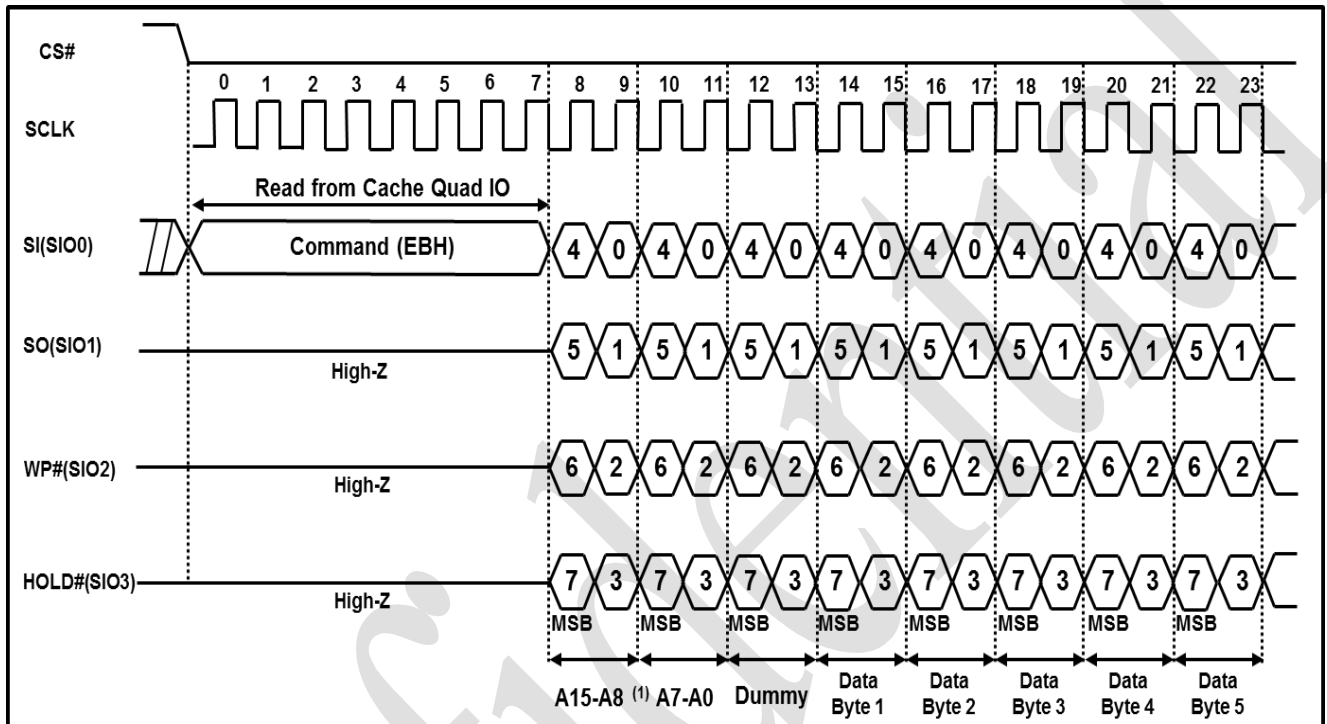 CS#
0 1 2 3 4 5 6 7 8 9 10 11 12 13 14 15 16 17 18 19 20 21 22 23
SCLK
Read from Cache Quad IO
SI(SIO0)
Command (EBH)
4 0 4 0 4 0 4 0 4 0 4 0 4 0 4 0
SO(SIO1)
High-Z
5 1 5 1 5 1 5 1 5 1 5 1 5 1 5 1
WP#(SIO2)
High-Z
6 2 6 2 6 2 6 2 6 2 6 2 6 2 6 2
HOLD#(SIO3)
High-Z
7 3 7 3 7 3 7 3 7 3 7 3 7 3 7 3
MSB MSB MSB MSB MSB MSB MSB MSB
A15-A8 (1) A7-A0 Dummy Data Data Data Data Data
Byte 1 Byte 2 Byte 3 Byte 4 Byte 5